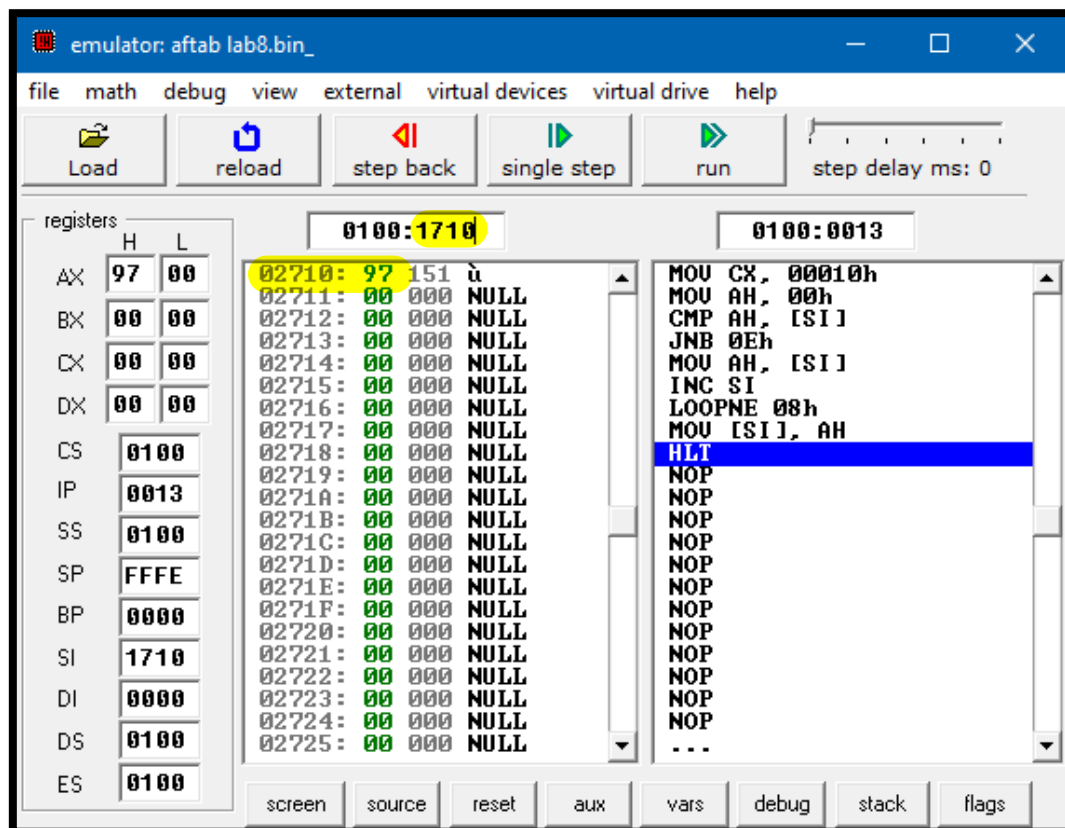 emulator: aftab lab8.bin_
file math debug view external virtual devices virtual drive help
Load reload step back single step run step delay ms: 0
registers
H L
AX 97 00
BX 00 00
CX 00 00
DX 00 00
CS 0100
IP 0013
SS 0100
SP FFFE
BP 0000
SI 1710
DI 0000
DS 0100
ES 0100
0100:1710
02710: 97 151 ù
02711: 00 000 NULL
02712: 00 000 NULL
02713: 00 000 NULL
02714: 00 000 NULL
02715: 00 000 NULL
02716: 00 000 NULL
02717: 00 000 NULL
02718: 00 000 NULL
02719: 00 000 NULL
0271A: 00 000 NULL
0271B: 00 000 NULL
0271C: 00 000 NULL
0271D: 00 000 NULL
0271E: 00 000 NULL
0271F: 00 000 NULL
02720: 00 000 NULL
02721: 00 000 NULL
02722: 00 000 NULL
02723: 00 000 NULL
02724: 00 000 NULL
02725: 00 000 NULL
0100:0013
MOV CX, 00010h
MOV AH, 00h
CMP AH, [SI]
JNB 0Eh
MOV AH, [SI]
INC SI
LOOPNE 08h
MOV [SI], AH
HLT
NOP
NOP
NOP
NOP
NOP
NOP
NOP
NOP
NOP
NOP
NOP
NOP
...
screen source reset aux vars debug stack flags